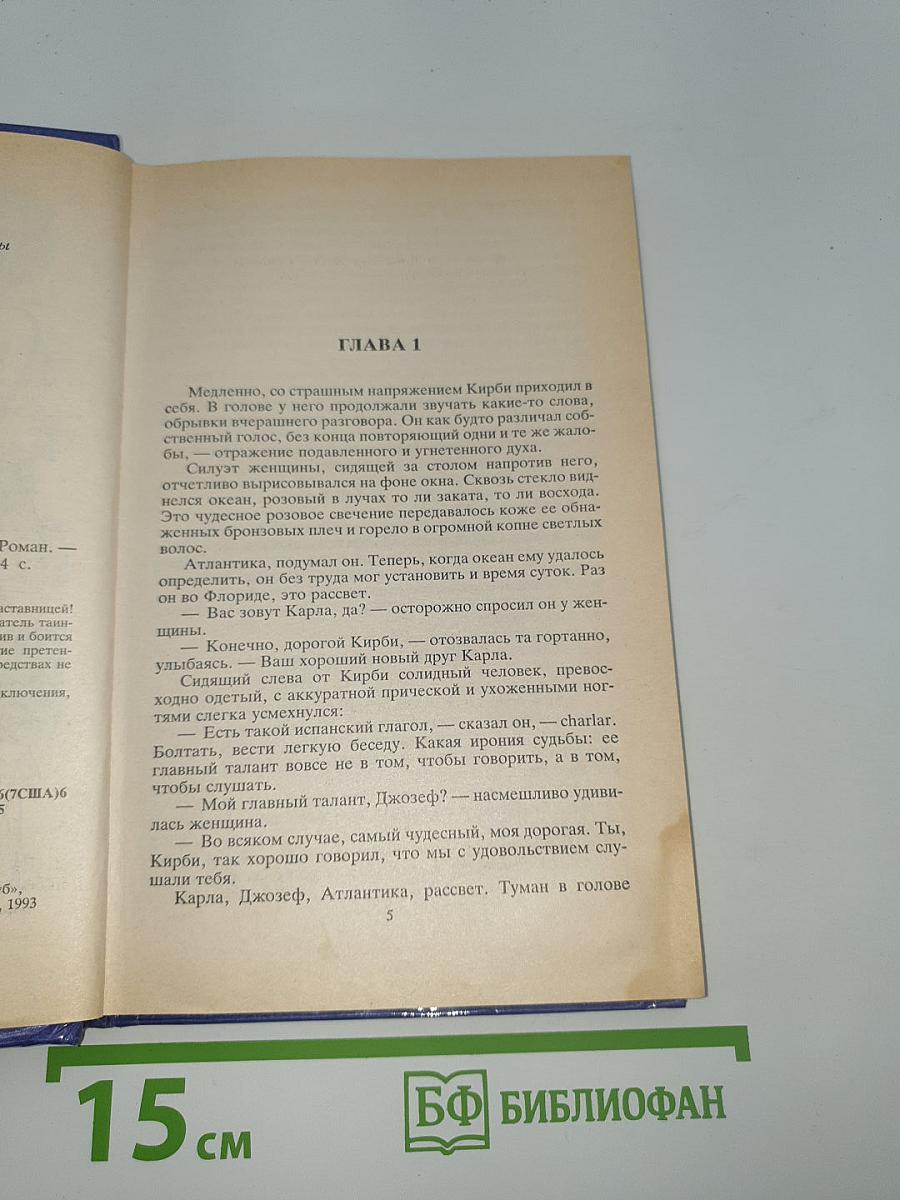 ы
Роман. —
4 с.
аставницей!
атель таин-
ив и боится
ие претен-
редствах не
ключения,
6(7США)6
5
уб»,
, 1993
ГЛАВА 1
Медленно, со страшным напряжением Кирби приходил в
себя. В голове у него продолжали звучать какие-то слова,
обрывки вчерашнего разговора. Он как будто различал соб-
ственный голос, без конца повторяющий одни и те же жало-
бы, — отражение подавленного и угнетенного духа.
Силуэт женщины, сидящей за столом напротив него,
отчетливо вырисовывался на фоне окна. Сквозь стекло вид-
нелся океан, розовый в лучах то ли заката, то ли восхода.
Это чудесное розовое свечение передавалось коже ее обна-
женных бронзовых плеч и горело в огромной копне светлых
волос.
Атлантика, подумал он. Теперь, когда океан ему удалось
определить, он без труда мог установить и время суток. Раз
он во Флориде, это рассвет.
— Вас зовут Карла, да? — осторожно спросил он у жен-
щины.
— Конечно, дорогой Кирби, — отозвалась та гортанно,
улыбаясь. — Ваш хороший новый друг Карла.
Сидящий слева от Кирби солидный человек, превос-
ходно одетый, с аккуратной прической и ухоженными ног-
тями слегка усмехнулся:
— Есть такой испанский глагол, — сказал он, — charlar.
Болтать, вести легкую беседу. Какая ирония судьбы: ее
главный талант вовсе не в том, чтобы говорить, а в том,
чтобы слушать.
— Мой главный талант, Джозеф? — насмешливо удиви-
лась женщина.
— Во всяком случае, самый чудесный, моя дорогая. Ты,
Кирби, так хорошо говорил, что мы с удовольствием слу-
шали тебя.
Карла, Джозеф, Атлантика, рассвет. Туман в голове
5
15 см
БФ БИБЛИОФАН